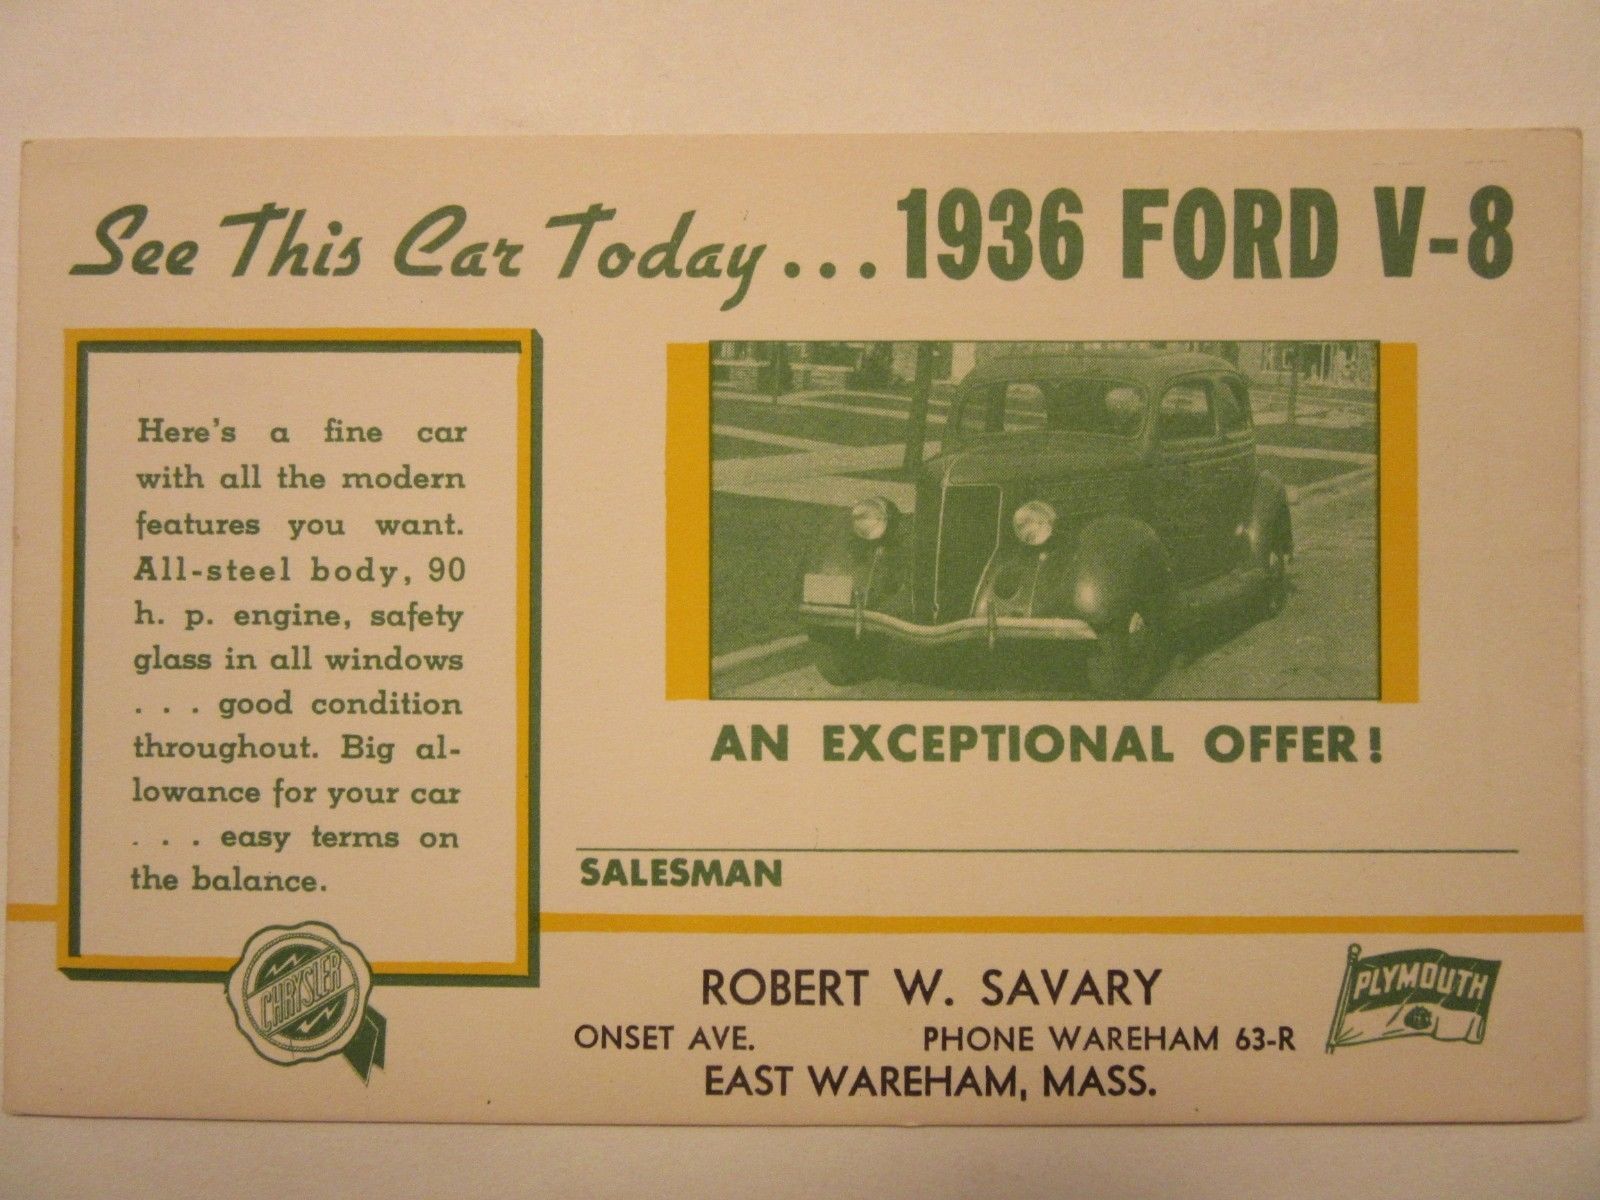 See This Car Today... 1936 FORD V-8
Here's a fine car
with all the modern
features you want.
All-steel body, 90
h. p. engine, safety
glass in all windows
. . . good condition
throughout. Big al-
lowance for your car
. . . easy terms on
the balance.
AN EXCEPTIONAL OFFER!
SALESMAN
CHRYSLER
ROBERT W. SAVARY
ONSET AVE. PHONE WAREHAM 63-R
EAST WAREHAM, MASS.
PLYMOUTH